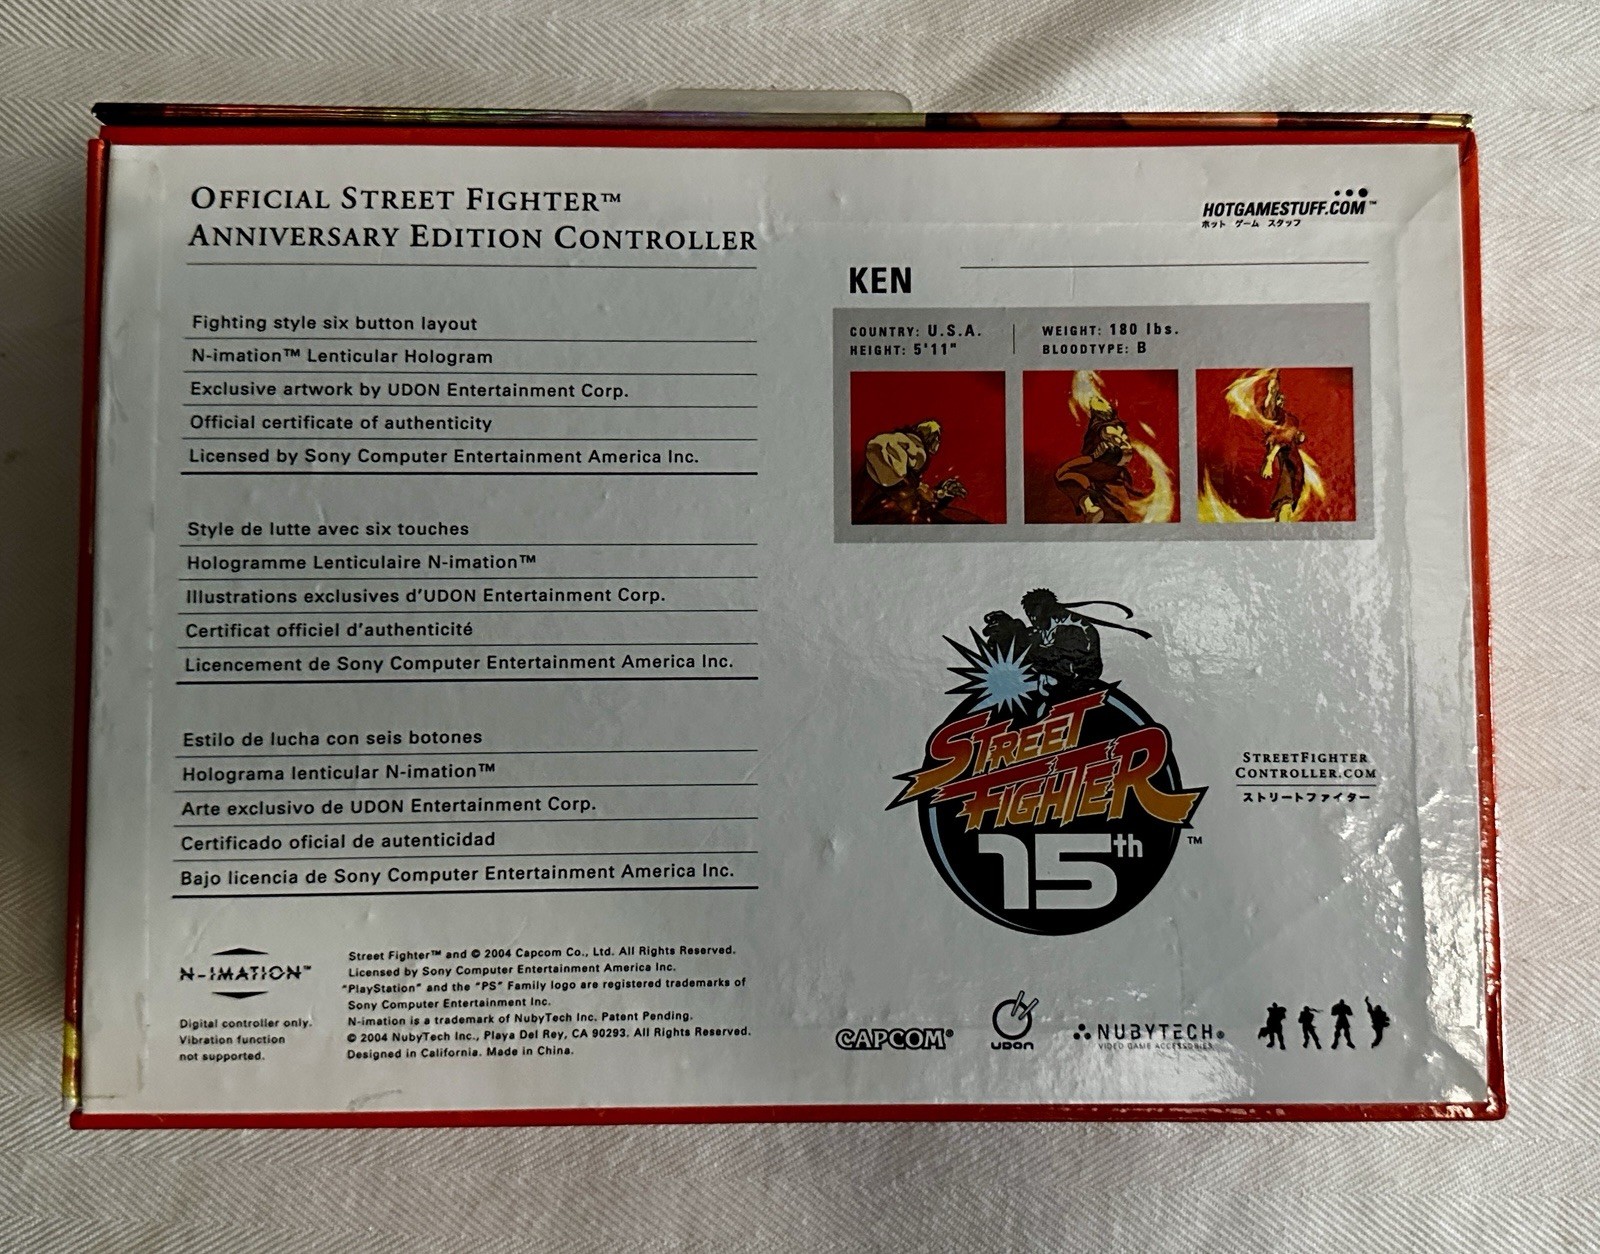 OFFICIAL STREET FIGHTER™
ANNIVERSARY EDITION CONTROLLER
Fighting style six button layout
N-imation™ Lenticular Hologram
Exclusive artwork by UDON Entertainment Corp.
Official certificate of authenticity
Licensed by Sony Computer Entertainment America Inc.
Style de lutte avec six touches
Hologramme Lenticulaire N-imation™
Illustrations exclusives d'UDON Entertainment Corp.
Certificat officiel d'authenticité
Licencement de Sony Computer Entertainment America Inc.
Estilo de lucha con seis botones
Holograma lenticular N-imation™
Arte exclusivo de UDON Entertainment Corp.
Certificado oficial de autenticidad
Bajo licencia de Sony Computer Entertainment America Inc.
N-IMATION™
Digital controller only.
Vibration function
not supported.
Street Fighter™ and © 2004 Capcom Co., Ltd. All Rights Reserved.
Licensed by Sony Computer Entertainment America Inc.
"PlayStation" and the "PS" Family logo are registered trademarks of
Sony Computer Entertainment Inc.
N-imation is a trademark of NubyTech Inc. Patent Pending.
© 2004 NubyTech Inc., Playa Del Rey, CA 90293. All Rights Reserved.
Designed in California. Made in China.
HOTGAMESTUFF.COM™
ホット ゲーム スタッフ
KEN
COUNTRY: U.S.A.
HEIGHT: 5'11"
WEIGHT: 180 lbs.
BLOODTYPE: B
STREET
FIGHTER
15th™
STREETFIGHTER
CONTROLLER.COM
ストリートファイター
CAPCOM®
UDON
NUBYTECH®
VIDEO GAME ACCESSORIES